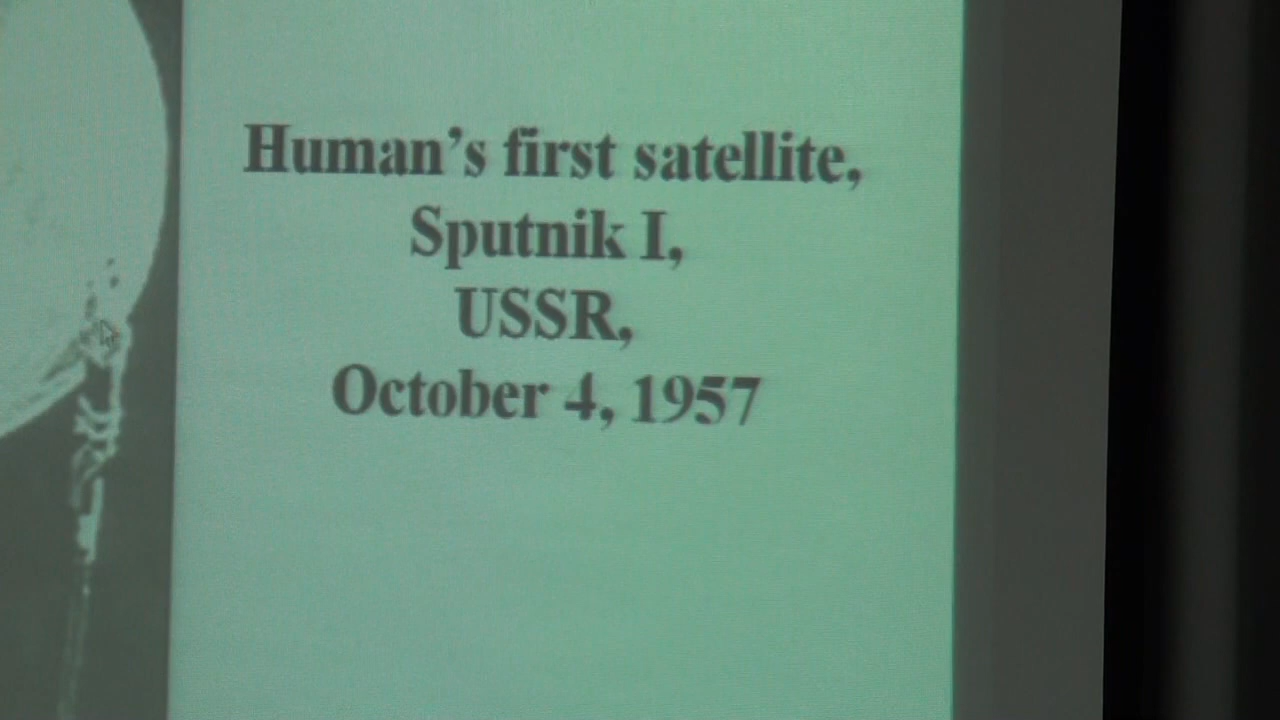 Human's first satellite,
Sputnik I,
USSR,
October 4, 1957